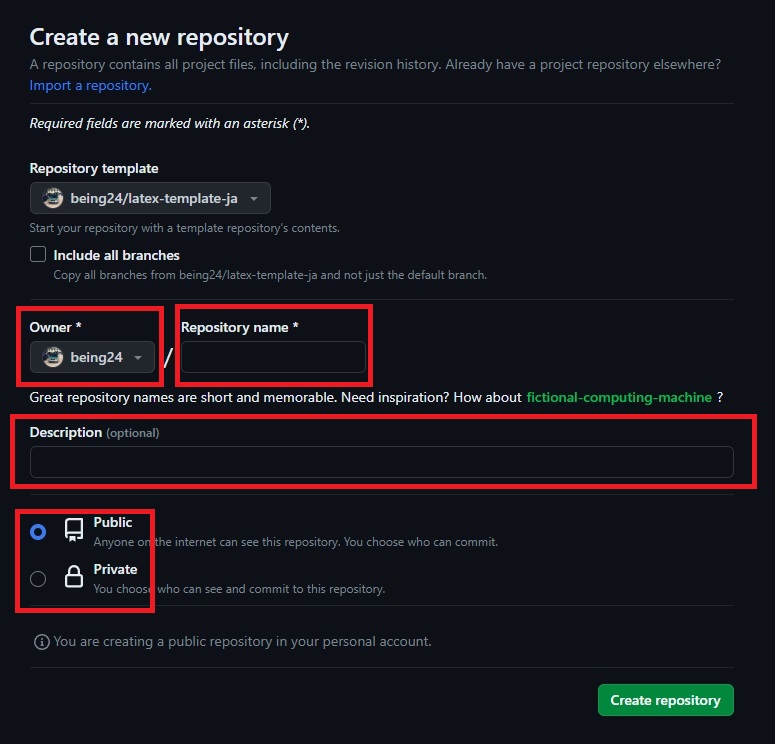 Create a new repository
A repository contains all project files, including the revision history. Already have a project repository elsewhere?
Import a repository.
Required fields are marked with an asterisk (*).
Repository template
being24/latex-template-ja
Start your repository with a template repository's contents.
Include all branches
Copy all branches from being24/latex-template-ja and not just the default branch.
Owner * Repository name *
being24 /
Great repository names are short and memorable. Need inspiration? How about fictional-computing-machine ?
Description (optional)
Public
Anyone on the internet can see this repository. You choose who can commit.
Private
You choose who can see and commit to this repository.
You are creating a public repository in your personal account.
Create repository